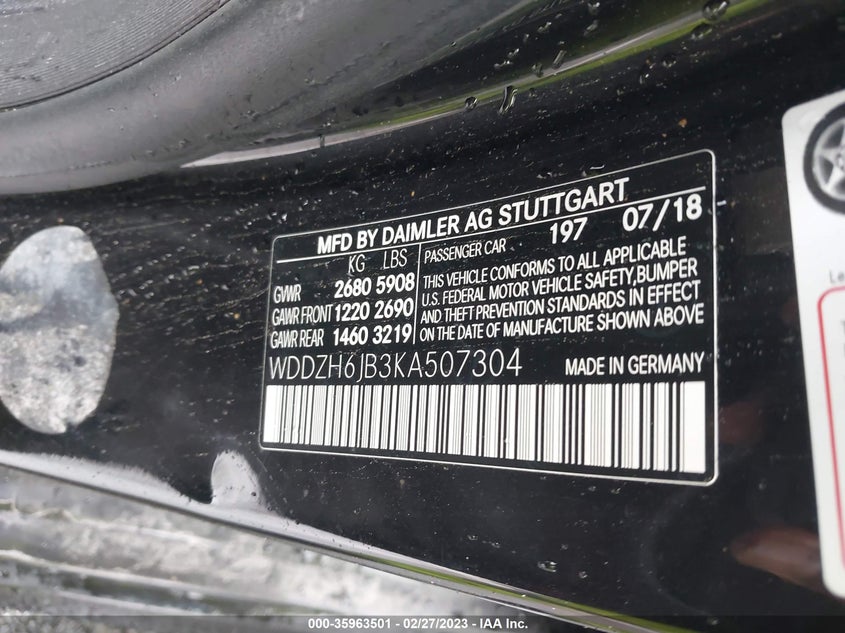 MFD BY DAIMLER AG STUTTGART
KG LBS
GVWR 2680 5908
GAWR FRONT 1220 2690
GAWR REAR 1460 3219
PASSENGER CAR 197 07/18
THIS VEHICLE CONFORMS TO ALL APPLICABLE
U.S. FEDERAL MOTOR VEHICLE SAFETY,BUMPER
AND THEFT PREVENTION STANDARDS IN EFFECT
ON THE DATE OF MANUFACTURE SHOWN ABOVE
WDDZH6JB3KA507304 MADE IN GERMANY
000-35963501 - 02/27/2023 - IAA Inc.